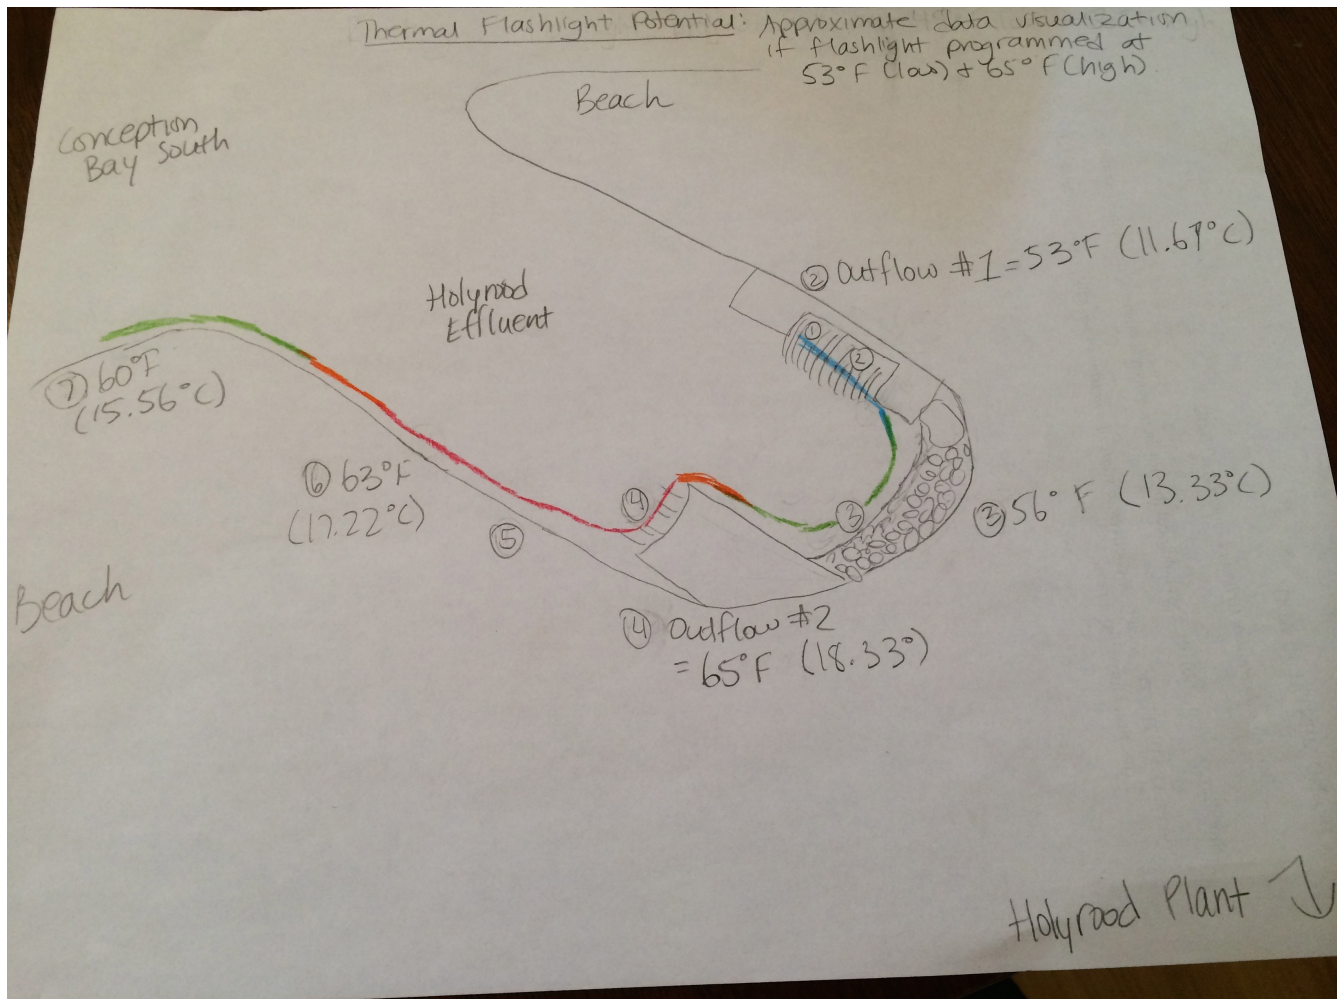 Thermal Flashlight Potential: Approximate data visualization
if flashlight programmed at
53°F (low) + 65°F (high)
Beach
Conception
Bay South
② Outflow #1 = 53°F (11.67°C)
Holyrood
Effluent
①
②
⑦ 60°F
(15.56°C)
⑥ 63°F
(17.22°C)
④
③
③ 56°F (13.33°C)
⑤
Beach
④ Outflow #2
= 65°F (18.33°)
Holyrood Plant